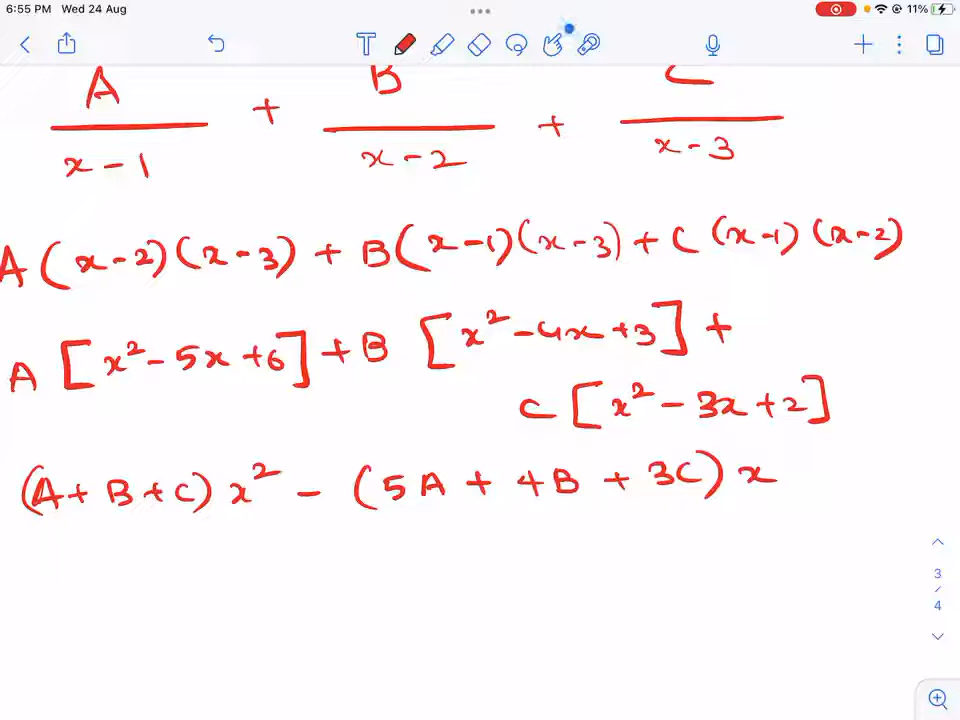 6:55 PM Wed 24 Aug 11%
T
A + B + C
x-1 x-2 x-3
A(x-2)(x-3) + B(x-1)(x-3) + C(x-1)(x-2)
A[x²-5x+6] + B[x²-4x+3] +
C[x²-3x+2]
(A+B+C)x² - (5A+4B+3C)x
3
/
4